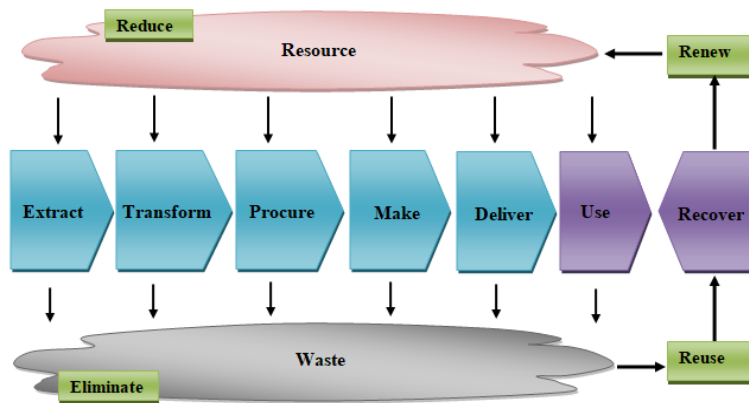 Reduce
Resource
Renew
Extract
Transform
Procure
Make
Deliver
Use
Recover
Waste
Eliminate
Reuse